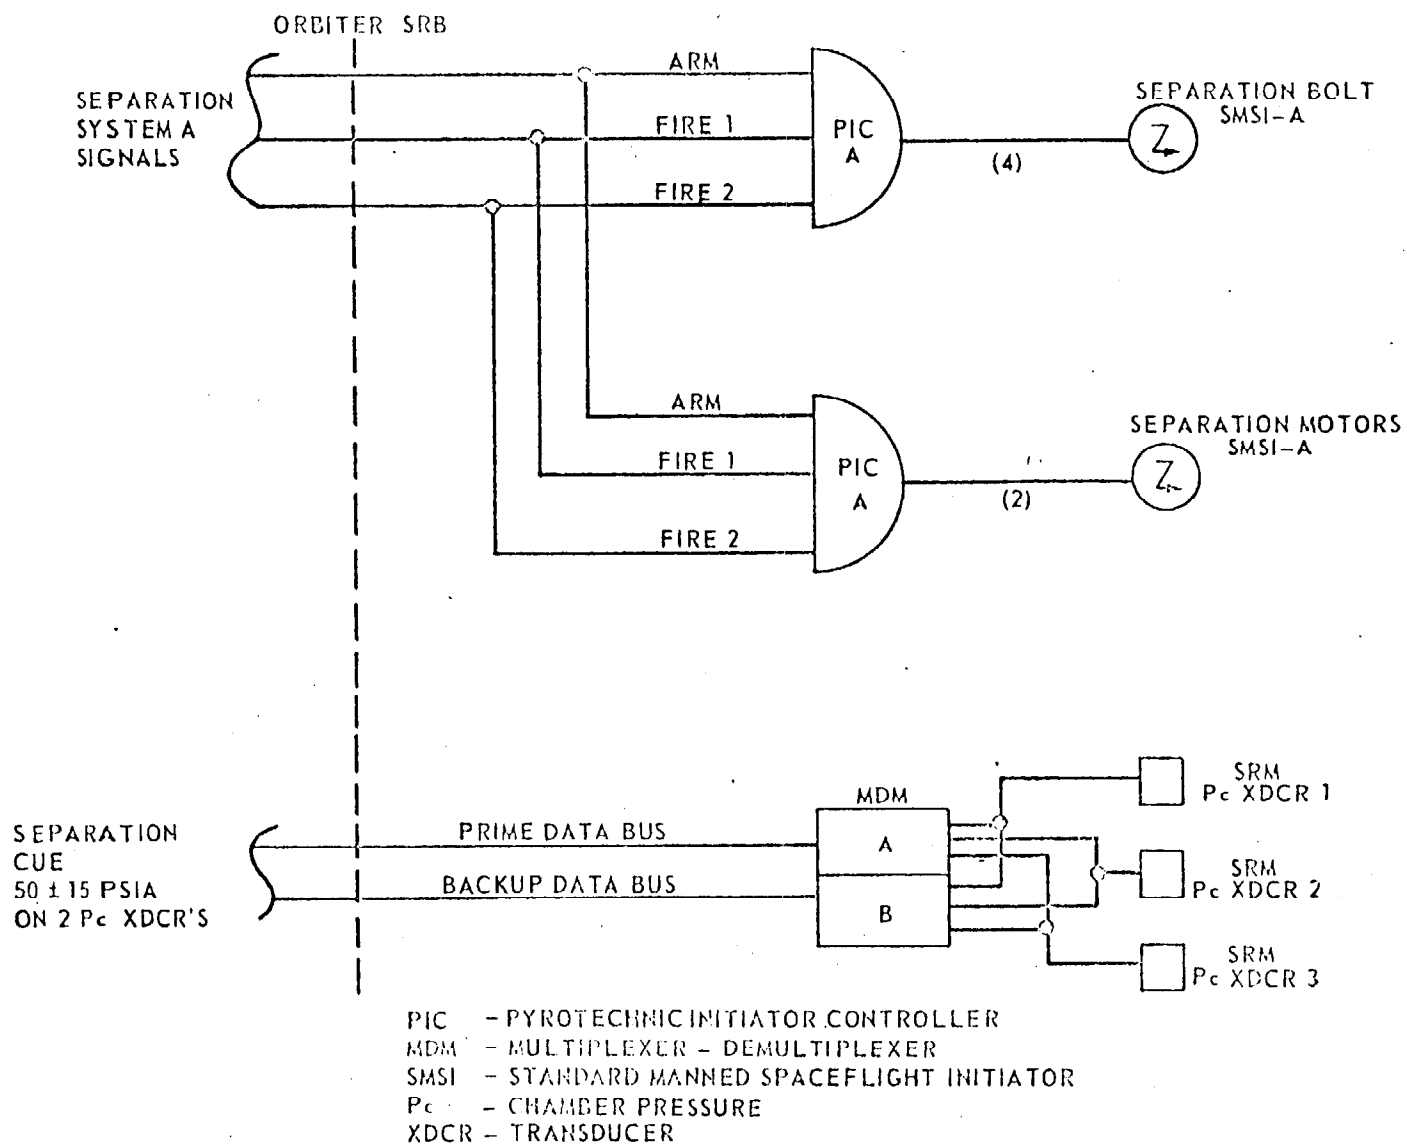 ORBITER SRB
SEPARATION
SYSTEM A
SIGNALS
ARM
FIRE 1
FIRE 2
PIC
A
(4)
SEPARATION BOLT
SMSI-A
Z
ARM
FIRE 1
FIRE 2
PIC
A
(2)
SEPARATION MOTORS
SMSI-A
Z
SEPARATION
CUE
50 ± 15 PSIA
ON 2 Pc XDCR'S
PRIME DATA BUS
BACKUP DATA BUS
MDM
A
B
SRM
Pc XDCR 1
SRM
Pc XDCR 2
SRM
Pc XDCR 3
PIC - PYROTECHNIC INITIATOR CONTROLLER
MDM - MULTIPLEXER - DEMULTIPLEXER
SMSI - STANDARD MANNED SPACEFLIGHT INITIATOR
Pc - CHAMBER PRESSURE
XDCR - TRANSDUCER